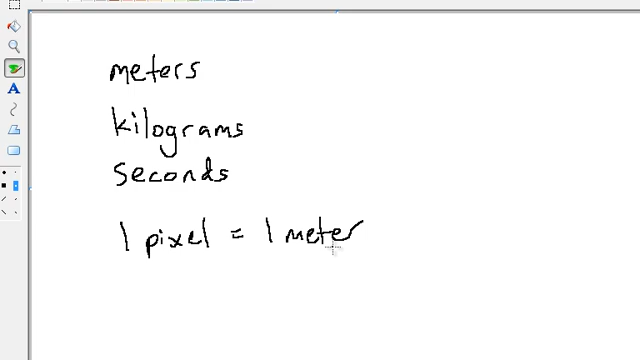 meters
kilograms
seconds
1 pixel = 1 meter